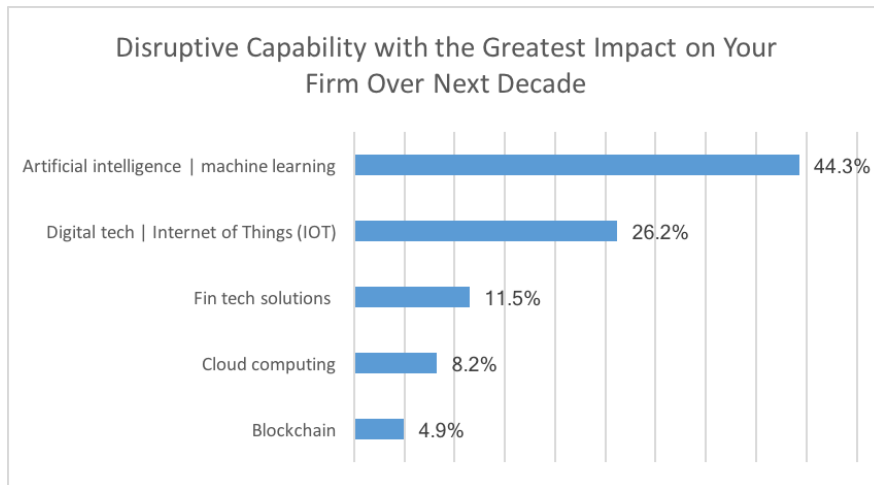 Disruptive Capability with the Greatest Impact on Your
Firm Over Next Decade
Artificial intelligence | machine learning 44.3%
Digital tech | Internet of Things (IOT) 26.2%
Fin tech solutions 11.5%
Cloud computing 8.2%
Blockchain 4.9%